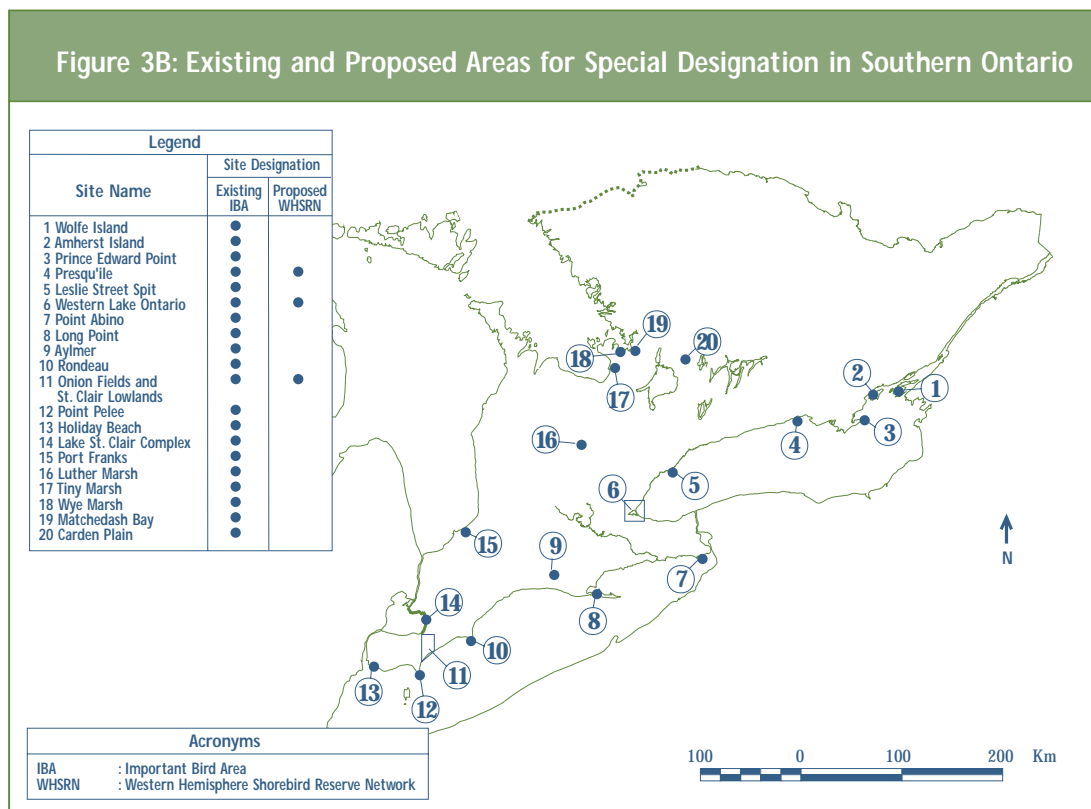 Figure 3B: Existing and Proposed Areas for Special Designation in Southern Ontario
Legend
Site Designation
Site Name
Existing IBA
Proposed WHSRN
1 Wolfe Island
2 Amherst Island
3 Prince Edward Point
4 Presqu'ile
5 Leslie Street Spit
6 Western Lake Ontario
7 Point Abino
8 Long Point
9 Aylmer
10 Rondeau
11 Onion Fields and
St. Clair Lowlands
12 Point Pelee
13 Holiday Beach
14 Lake St. Clair Complex
15 Port Franks
16 Luther Marsh
17 Tiny Marsh
18 Wye Marsh
19 Matchedash Bay
20 Carden Plain
19
18
20
17
2
1
16
4
3
6
5
15
9
7
8
14
10
11
13
12
N
Acronyms
IBA : Important Bird Area
WHSRN : Western Hemisphere Shorebird Reserve Network
100 0 100 200 Km